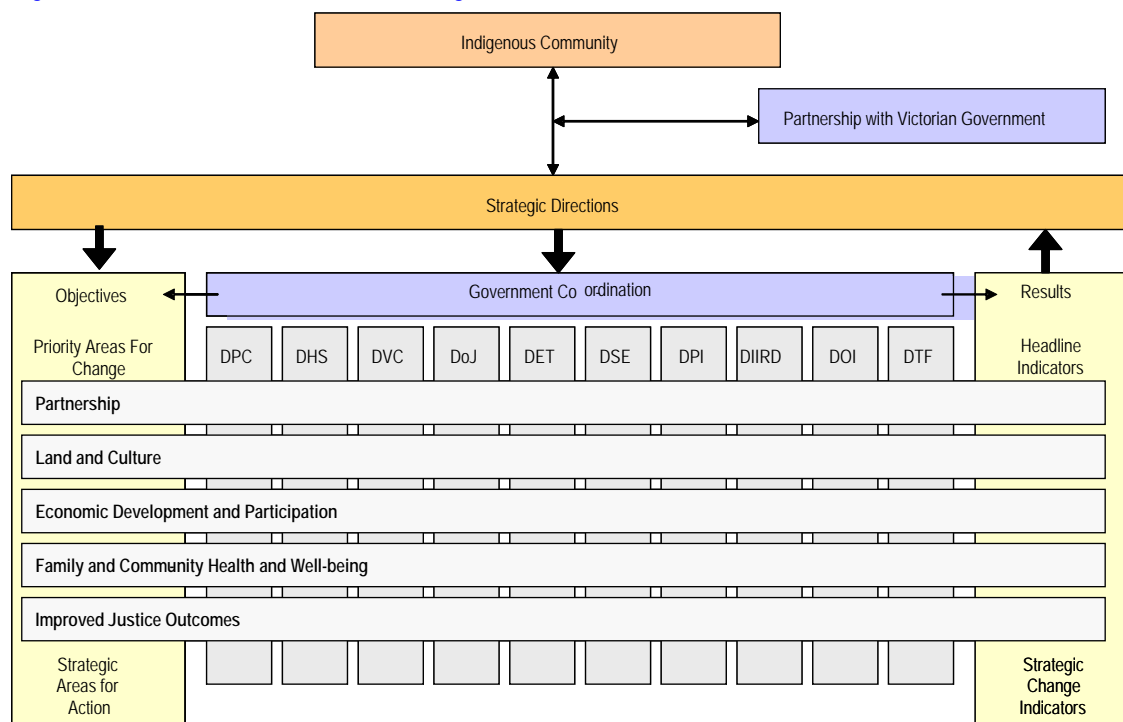 Indigenous Community
Partnership with Victorian Government
Strategic Directions
Objectives
Government Co ordination
Results
Priority Areas For
Change
DPC
DHS
DVC
DoJ
DET
DSE
DPI
DIIRD
DOI
DTF
Headline
Indicators
Partnership
Land and Culture
Economic Development and Participation
Family and Community Health and Well-being
Improved Justice Outcomes
Strategic
Areas for
Action
Strategic
Change
Indicators